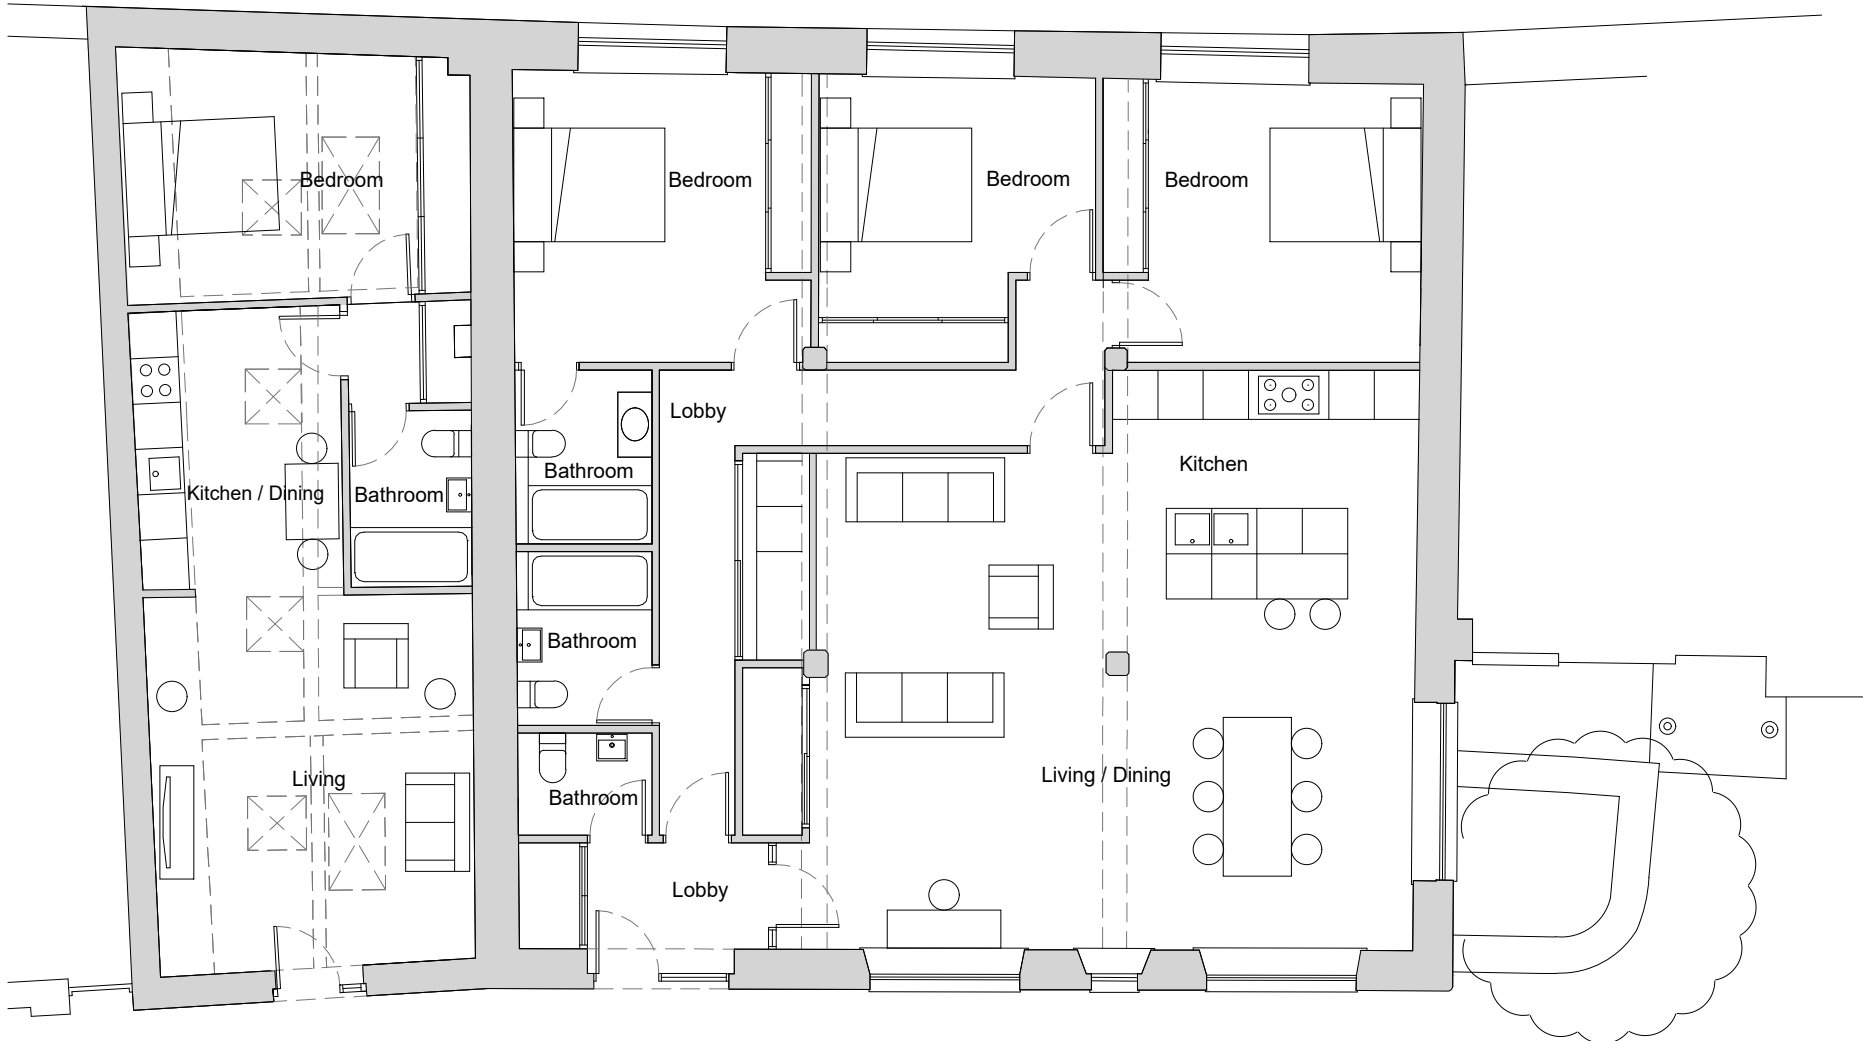 Bedroom
Bedroom
Bedroom
Bedroom
Lobby
Kitchen
Bathroom
Kitchen / Dining
Bathroom
Bathroom
Living / Dining
Living
Bathroom
Lobby